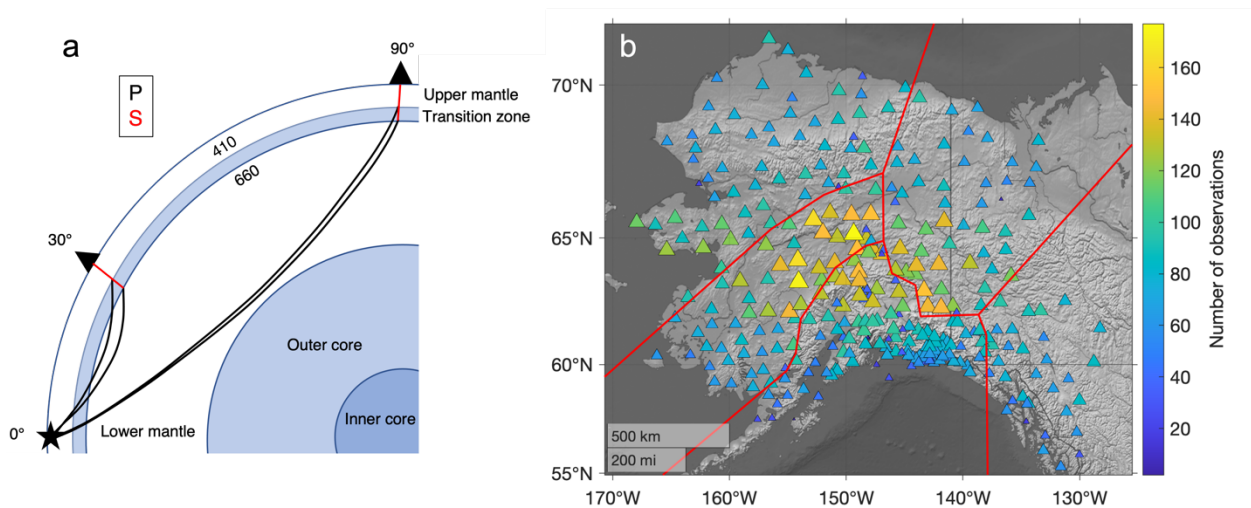 a
P
S
90°
Upper mantle
Transition zone
410
660
30°
Outer core
Inner core
0°
Lower mantle
b
70°N
65°N
60°N
55°N
500 km
200 mi
170°W
160°W
150°W
140°W
130°W
160
140
120
100
80
60
40
20
Number of observations